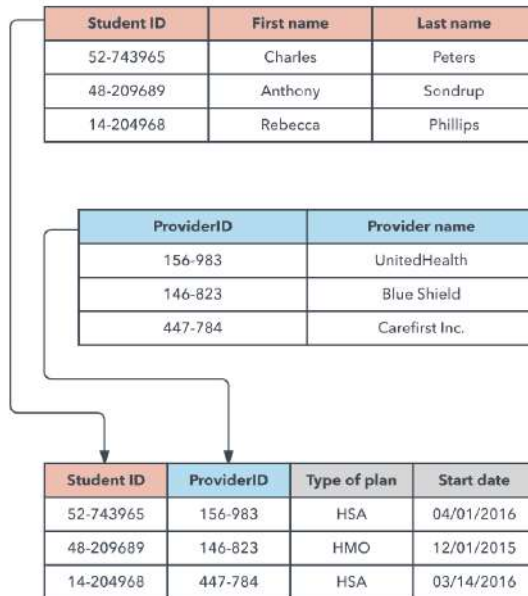 Student ID First name Last name
52-743965 Charles Peters
48-209689 Anthony Sondrup
14-204968 Rebecca Phillips
ProviderID Provider name
156-983 UnitedHealth
146-823 Blue Shield
447-784 Carefirst Inc.
Student ID ProviderID Type of plan Start date
52-743965 156-983 HSA 04/01/2016
48-209689 146-823 HMO 12/01/2015
14-204968 447-784 HSA 03/14/2016